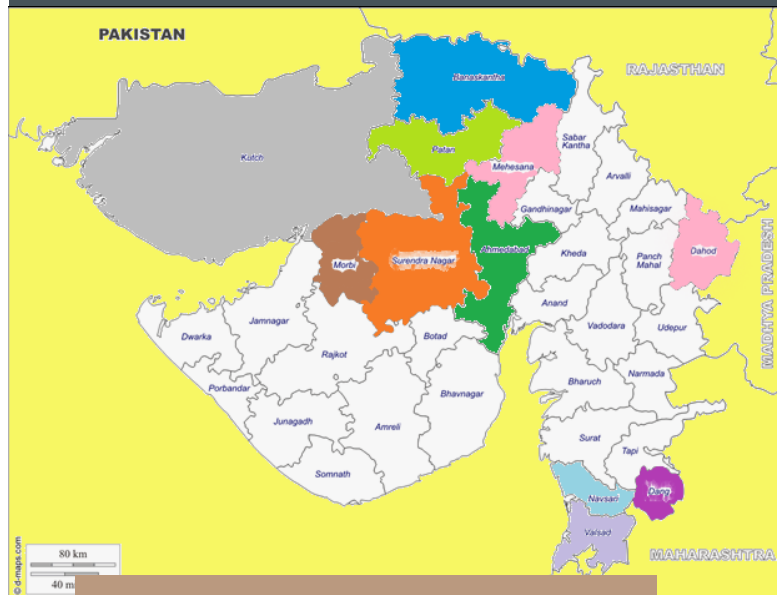 PAKISTAN
RAJASTHAN
Banaskantha
Patan
Mehesana
Sabar
Kantha
Kutch
Arvalli
Gandhinagar
Mahisagar
Dahod
Morbi
Surendra Nagar
Ahmedabad
Kheda
Panch
Mahal
MADHYA PRADESH
Anand
Vadodara
Udepur
Dwarka
Jamnagar
Rajkot
Botad
Porbandar
Bhavnagar
Bharuch
Narmada
Junagadh
Amreli
Surat
Tapi
Somnath
Navsari
Dang
Valsad
MAHARASHTRA
80 km
© d-maps.com